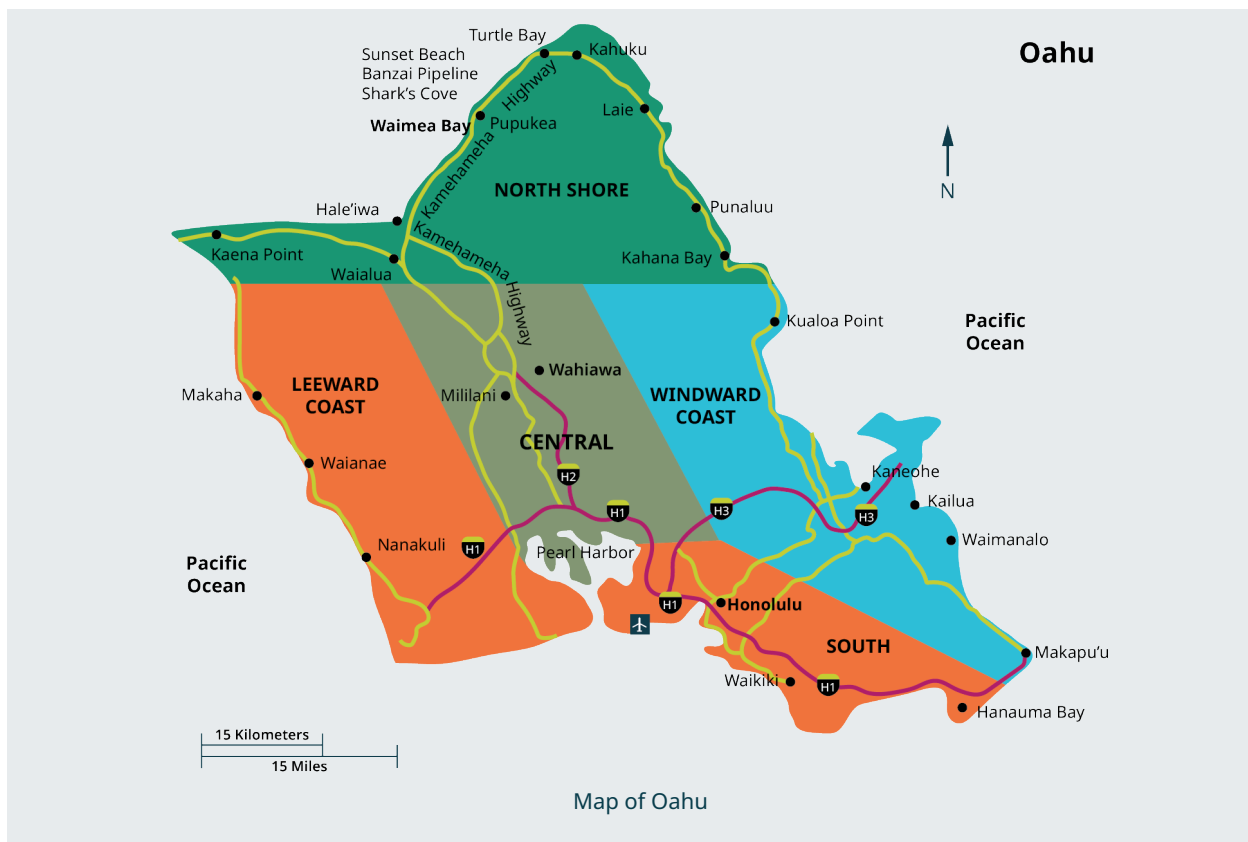 Oahu
Turtle Bay
Kahuku
Sunset Beach
Banzai Pipeline
Shark's Cove
Highway
Laie
Waimea Bay
Pupukea
Kamehameha
N
NORTH SHORE
Hale'iwa
Punaluu
Kamehameha
Highway
Kaena Point
Waialua
Kahana Bay
Kualoa Point
Pacific
Ocean
Wahiawa
LEEWARD
COAST
Makaha
Mililani
WINDWARD
COAST
CENTRAL
Waianae
Kaneohe
H2
Kailua
H1
H3
H3
Waimanalo
Nanakuli
H1
Pearl Harbor
Pacific
Ocean
H1
Honolulu
SOUTH
Makapu'u
Waikiki
H1
Hanauma Bay
15 Kilometers
15 Miles
Map of Oahu